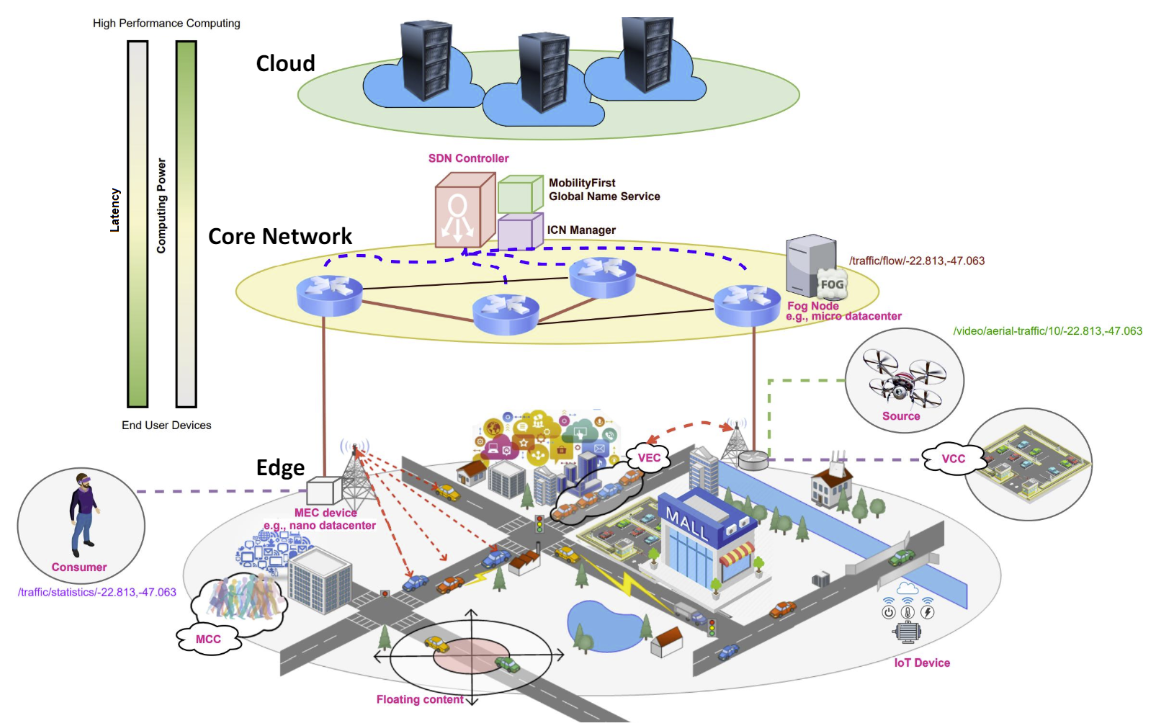 High Performance Computing
Cloud
SDN Controller
MobilityFirst
Global Name Service
ICN Manager
Latency
Computing Power
Core Network
/traffic/flow/-22.813,-47.063
FOG
Fog Node
e.g., micro datacenter
/video/aerial-traffic/10/-22.813,-47.063
Source
End User Devices
Edge
VEC
VCC
MEC device
e.g., nano datacenter
MALL
Consumer
/traffic/statistics/-22.813,-47.063
MCC
IoT Device
Floating content